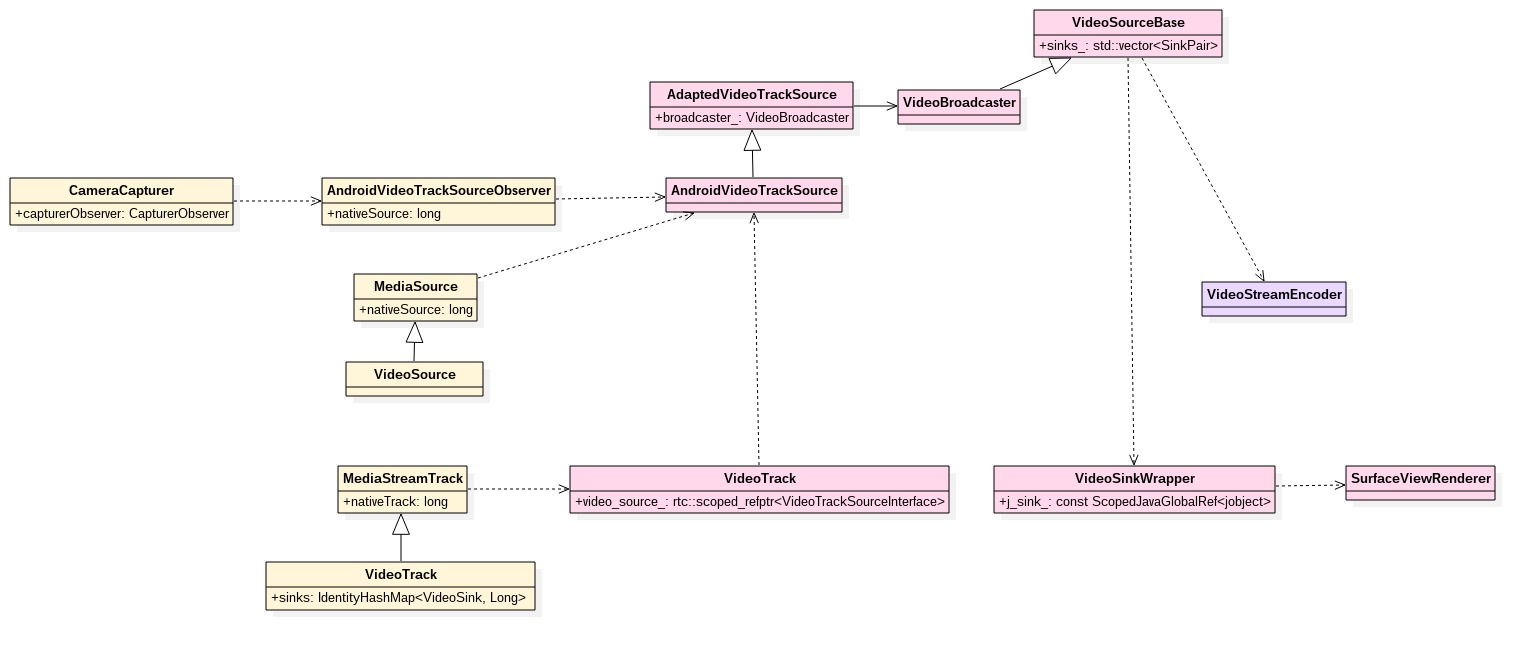 VideoSourceBase
+sinks_: std::vector<SinkPair>
AdaptedVideoTrackSource
+broadcaster_: VideoBroadcaster
VideoBroadcaster
CameraCapturer
+capturerObserver: CapturerObserver
AndroidVideoTrackSourceObserver
+nativeSource: long
AndroidVideoTrackSource
MediaSource
+nativeSource: long
VideoStreamEncoder
VideoSource
MediaStreamTrack
+nativeTrack: long
VideoTrack
+video_source_: rtc::scoped_refptr<VideoTrackSourceInterface>
VideoSinkWrapper
+j_sink_: const ScopedJavaGlobalRef<jobject>
SurfaceViewRenderer
VideoTrack
+sinks: IdentityHashMap<VideoSink, Long>